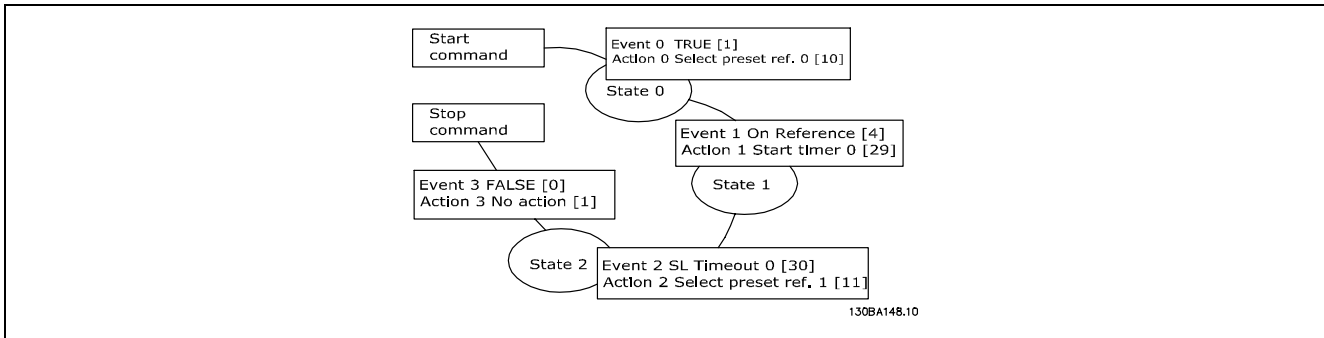 Start
command
Event 0 TRUE [1]
Action 0 Select preset ref. 0 [10]
State 0
Stop
command
Event 1 On Reference [4]
Action 1 Start timer 0 [29]
State 1
Event 3 FALSE [0]
Action 3 No action [1]
State 2
Event 2 SL Timeout 0 [30]
Action 2 Select preset ref. 1 [11]
130BA148.10